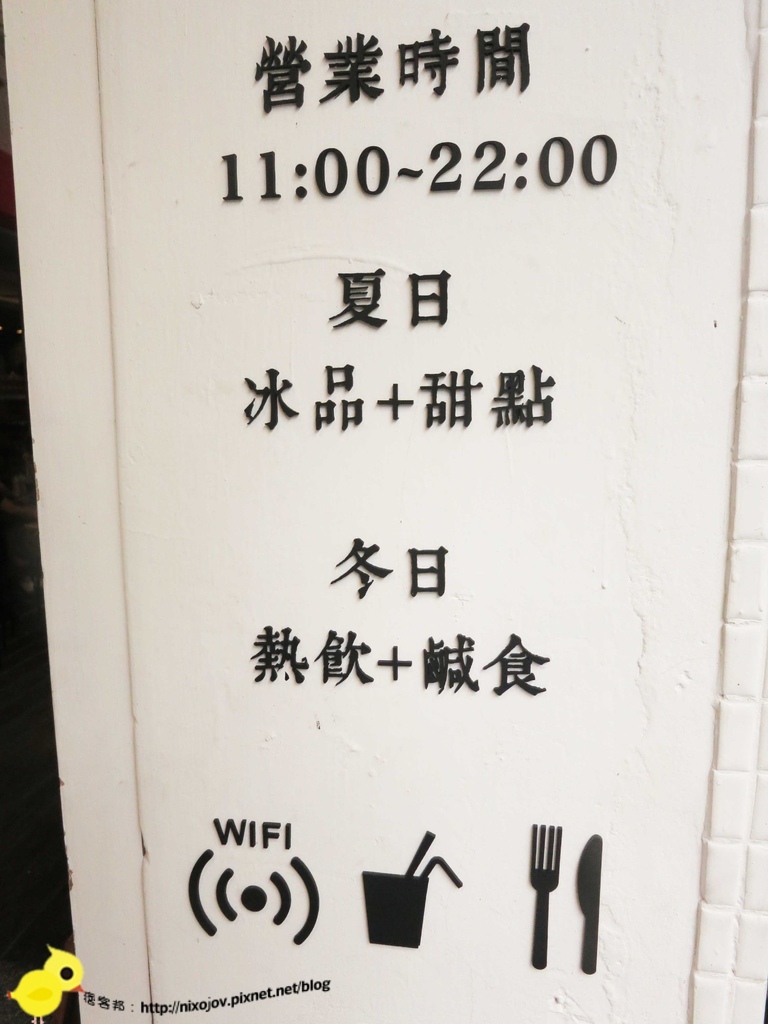 營業時間
11:00~22:00
夏日
冰品+甜點
冬日
熱飲+鹹食
WIFI
痞客邦：http://nixojov.pixnet.net/blog